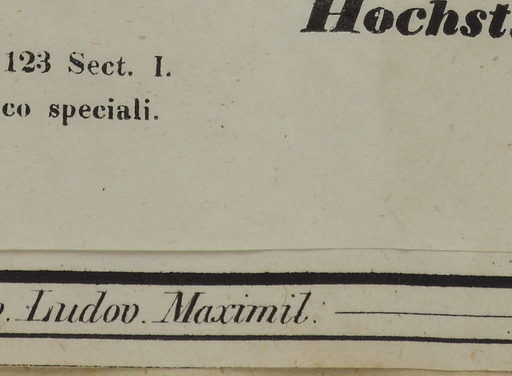 Hochst
123 Sect. I.
co speciali.
. Ludov. Maximil.